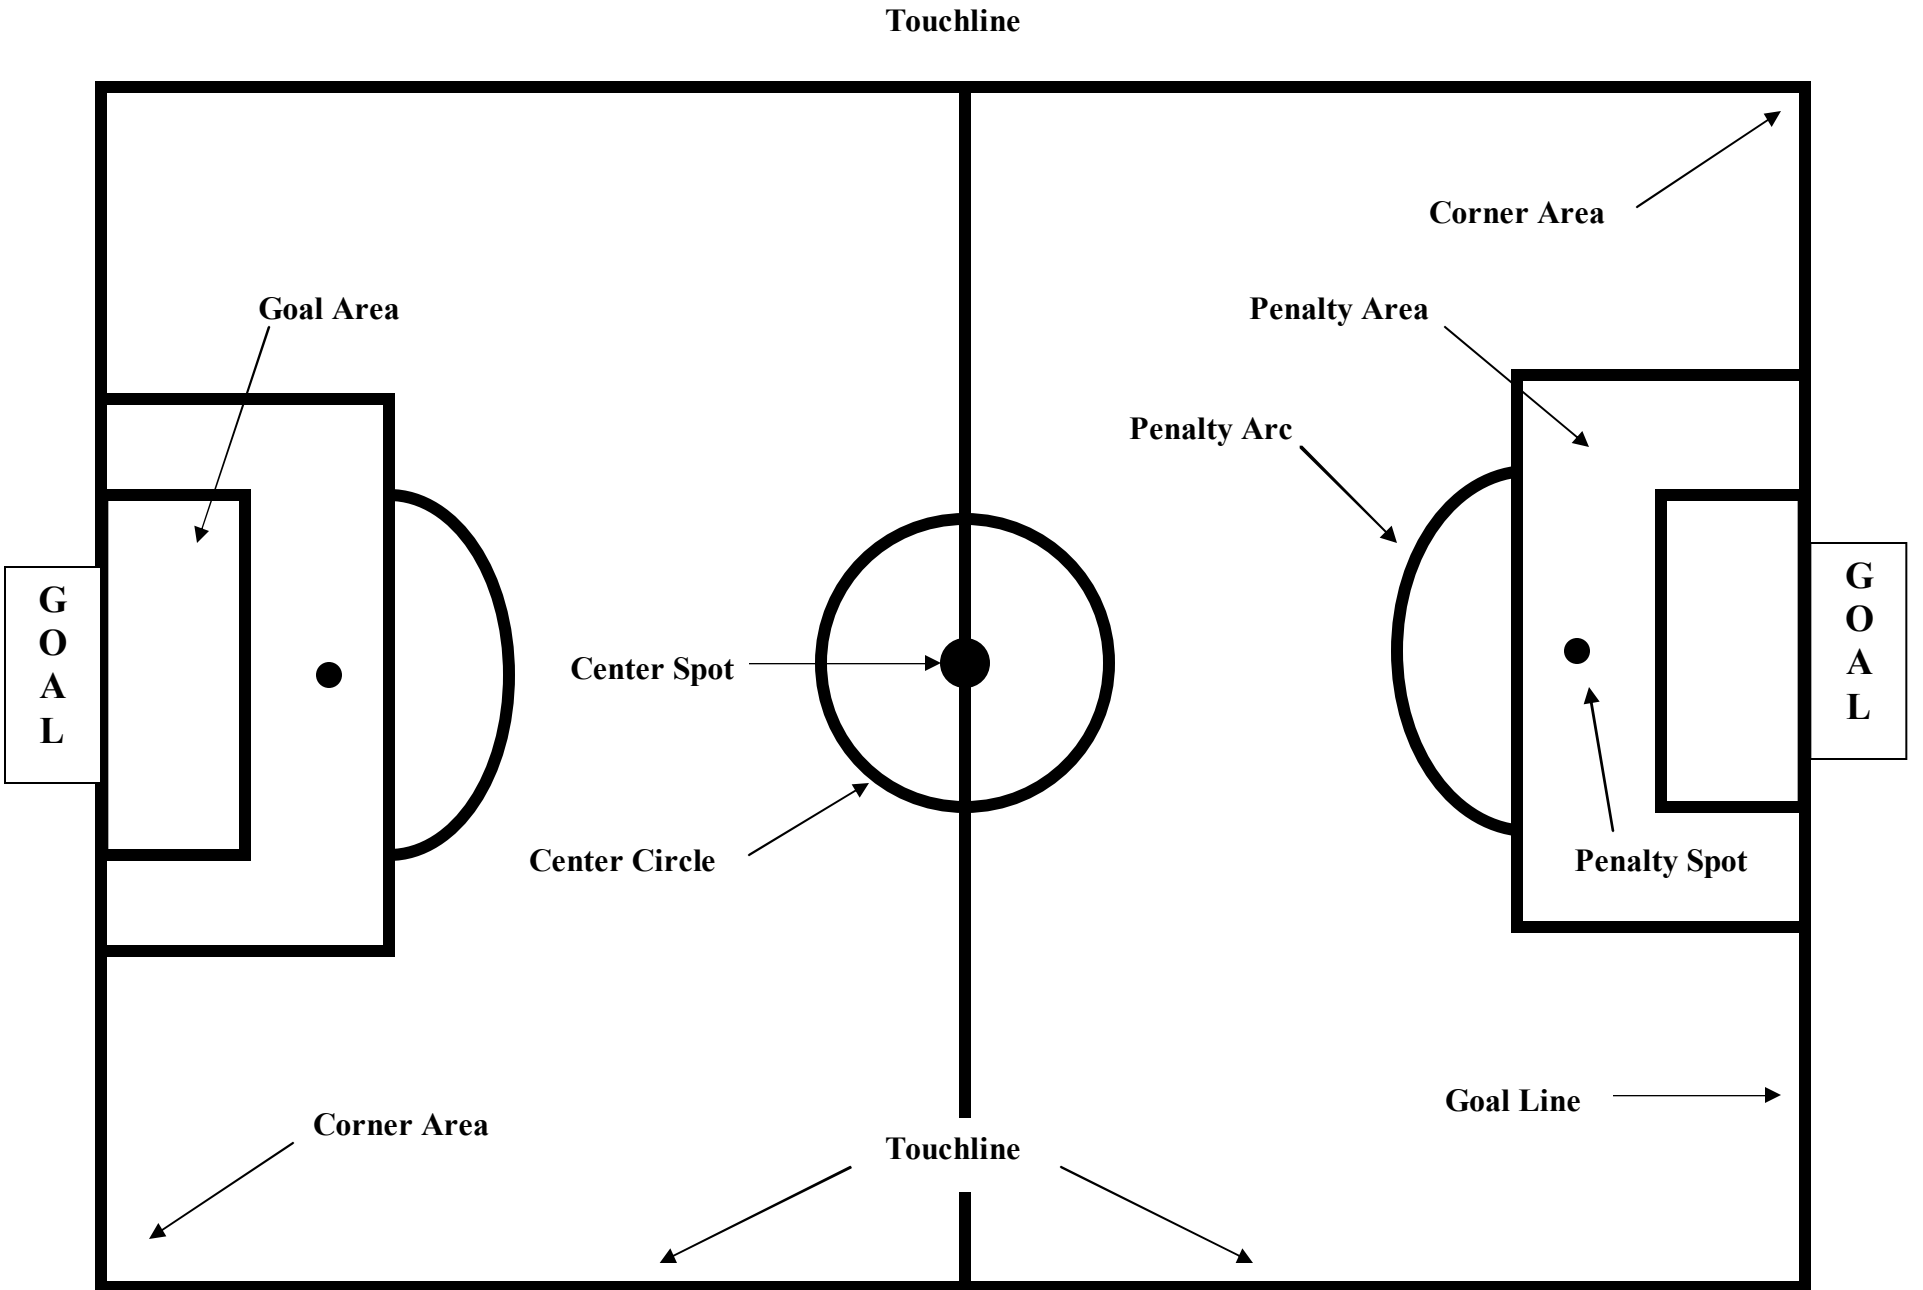 Touchline
Corner Area
Goal Area
Penalty Area
Penalty Arc
G
O
A
L
G
O
A
L
Center Spot
Center Circle
Penalty Spot
Goal Line
Corner Area
Touchline